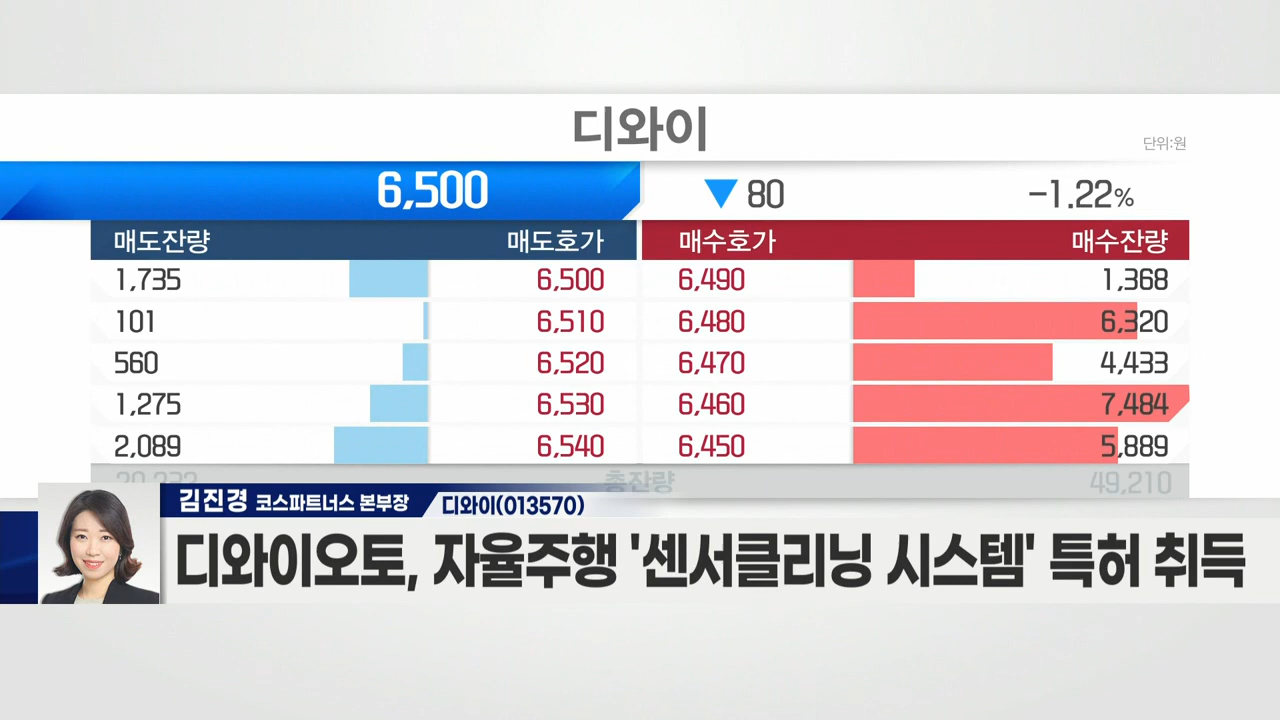 디와이
단위:원
6,500 ▼ 80 -1.22%
매도잔량 매도호가 매수호가 매수잔량
1,735 6,500 6,490 1,368
101 6,510 6,480 6,320
560 6,520 6,470 4,433
1,275 6,530 6,460 7,484
2,089 6,540 6,450 5,889
총잔량 49,210
김진경 코스파트너스 본부장 디와이(013570)
디와이오토, 자율주행 '센서클리닝 시스템' 특허 취득